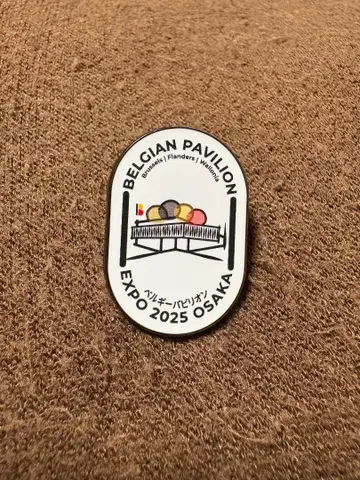 BELGIAN PAVILION
Brussels | Flanders | Wallonia
ベルギーパビリオン
EXPO 2025 OSAKA